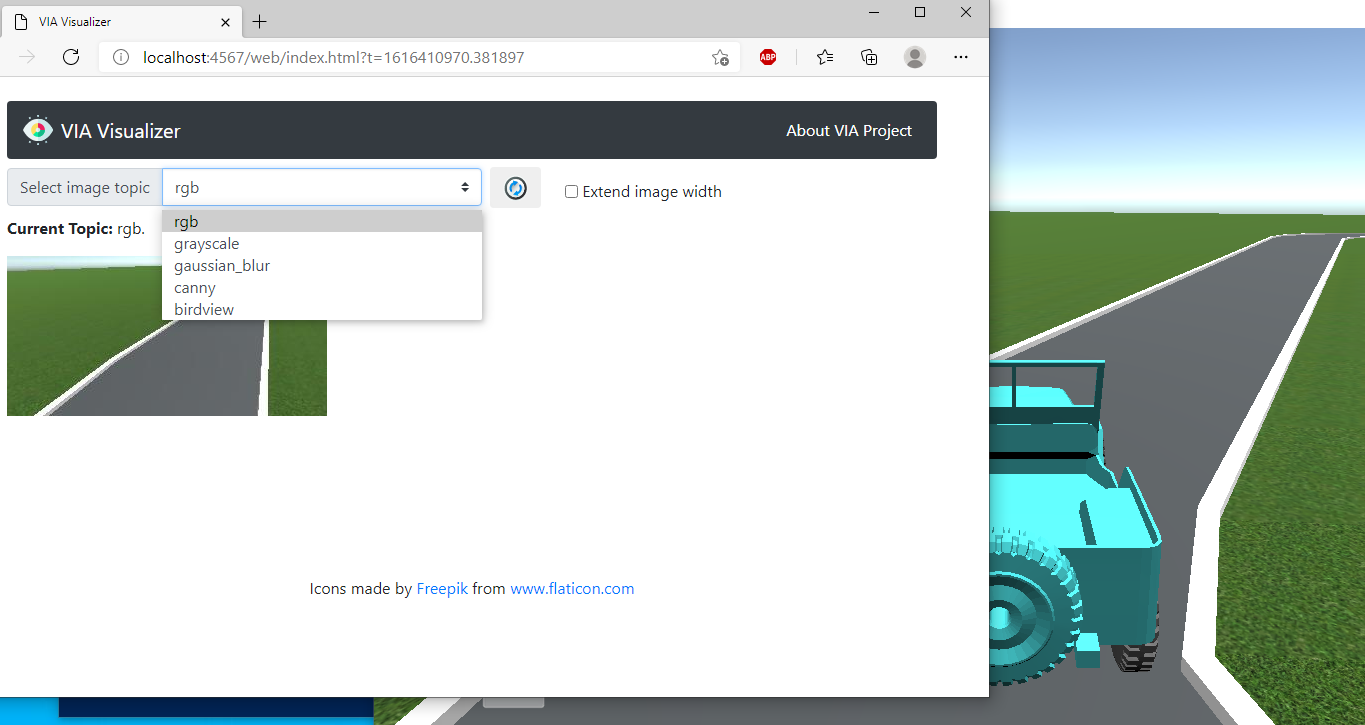 VIA Visualizer
localhost:4567/web/index.html?t=1616410970.381897
ABP
VIA Visualizer
About VIA Project
Select image topic
rgb
Extend image width
Current Topic: rgb.
rgb
grayscale
gaussian_blur
canny
birdview
Icons made by Freepik from www.flaticon.com